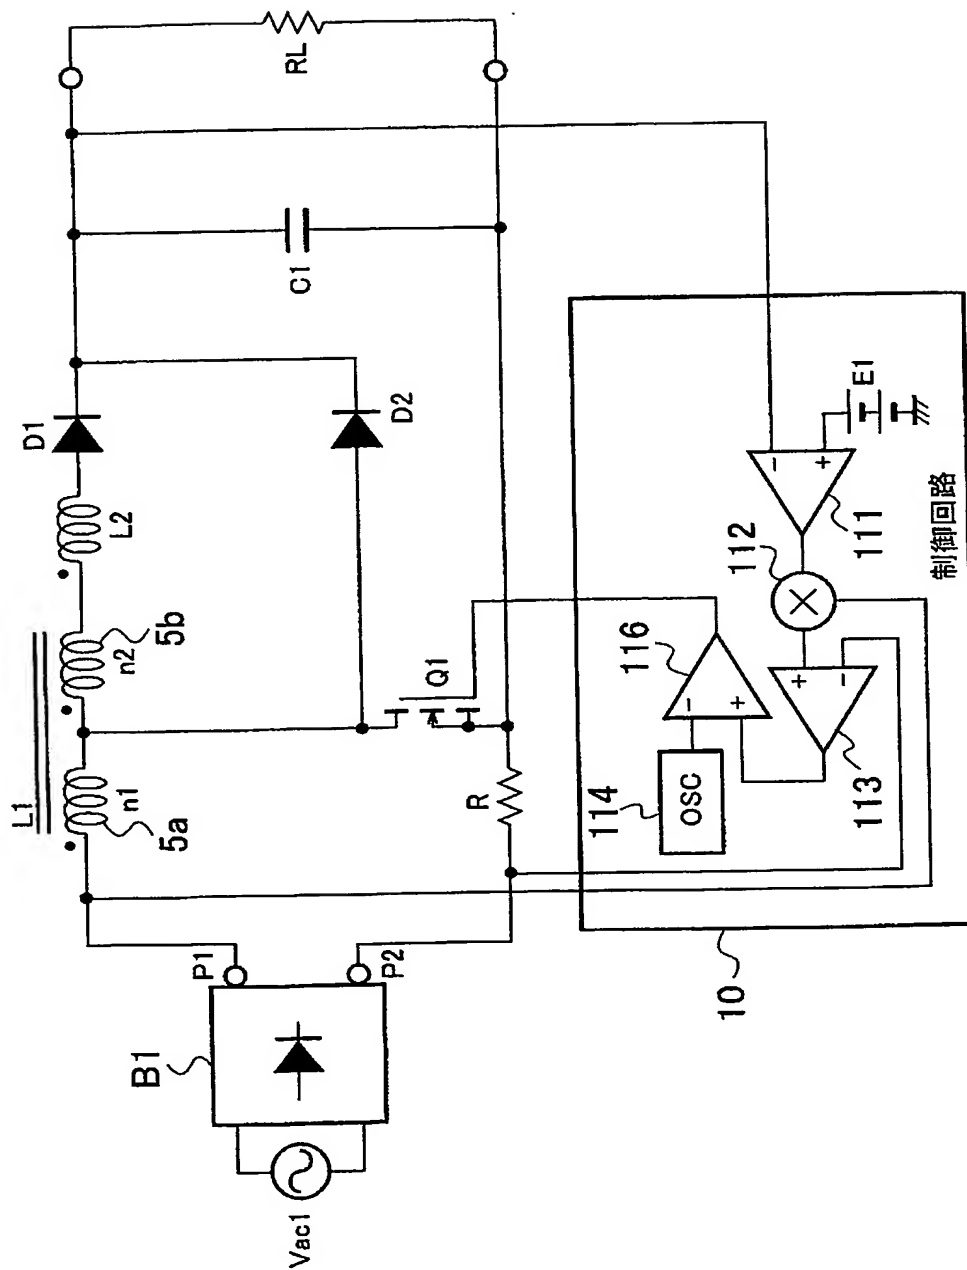 Vac1
B1
P1
P2
L1
n1
5a
n2
5b
L2
D1
D2
Q1
R
C1
RL
10
114
OSC
116
-
+
113
+
-
112
111
-
+
E1
制御回路